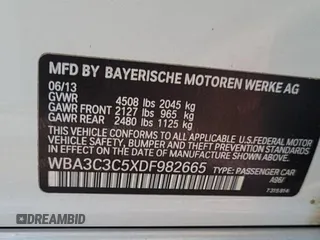 MFD BY BAYERISCHE MOTOREN WERKE AG
06/13
GVWR 4508 lbs 2045 kg
GAWR FRONT 2127 lbs 965 kg
GAWR REAR 2480 lbs 1125 kg
THIS VEHICLE CONFORMS TO ALL APPLICABLE U.S. FEDERAL MOTOR
VEHICLE SAFETY, BUMPER, AND THEFT PREVENTION STANDARDS
IN EFFECT ON THE DATE OF MANUFACTURE SHOWN ABOVE.
WBA3C3C5XDF982665 TYPE: PASSENGER CAR
A96/
DREAMBID